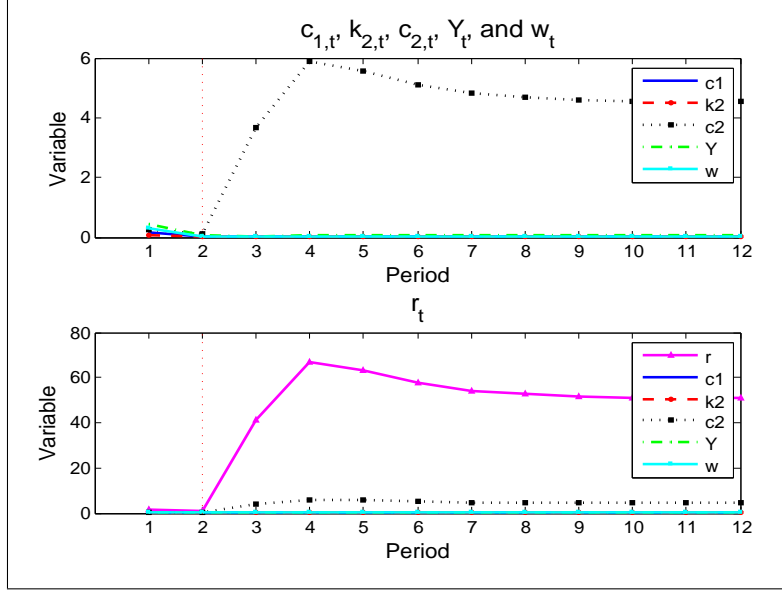 c1,t, k2,t, c2,t, Yt, and wt
6
4
2
0
Variable
c1
k2
c2
Y
w
1 2 3 4 5 6 7 8 9 10 11 12
Period
rt
80
60
40
20
0
Variable
r
c1
k2
c2
Y
w
1 2 3 4 5 6 7 8 9 10 11 12
Period